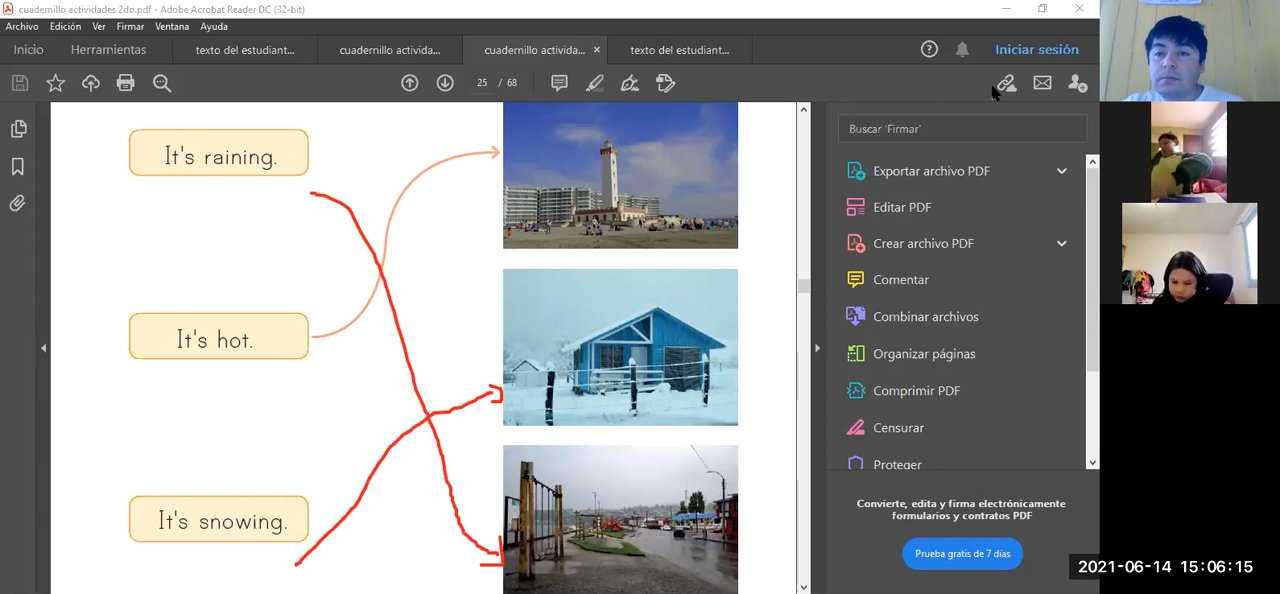 cuadernillo actividades 2do.pdf - Adobe Acrobat Reader DC (32-bit)
Archivo Edición Ver Firmar Ventana Ayuda
Inicio Herramientas texto del estudiant... cuadernillo activida... cuadernillo activida... × texto del estudiant... Iniciar sesión
25 / 68
It's raining.
It's hot.
It's snowing.
Buscar 'Firmar'
Exportar archivo PDF
Editar PDF
Crear archivo PDF
Comentar
Combinar archivos
Organizar páginas
Comprimir PDF
Censurar
Proteger
Convierte, edita y firma electrónicamente
formularios y contratos PDF
Prueba gratis de 7 días
2021-06-14 15:06:15